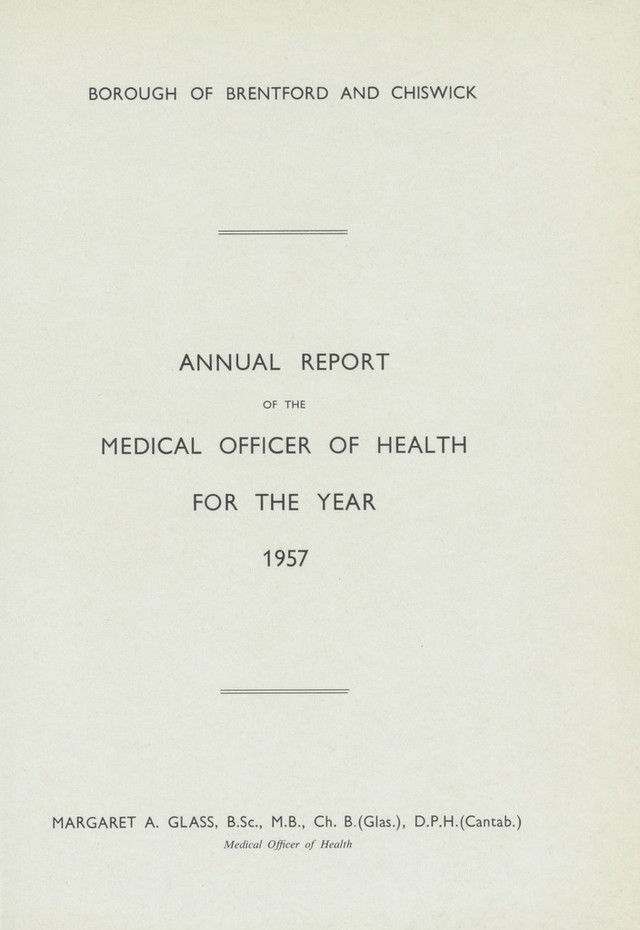 BOROUGH OF BRENTFORD AND CHISWICK
ANNUAL REPORT
OF THE
MEDICAL OFFICER OF HEALTH
FOR THE YEAR
1957
MARGARET A. GLASS, B.Sc., M.B., Ch. B.(Glas.), D.P.H.(Cantab.)
Medical Officer of Health